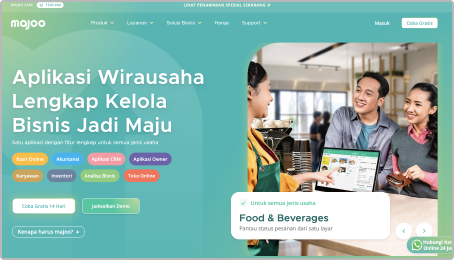 LIHAT PENAWARAN SPESIAL SEKARANG →
majoo
Produk
Layanan
Solusi Bisnis
Harga
Support
Masuk
Coba Gratis
Aplikasi Wirausaha
Lengkap Kelola
Bisnis Jadi Maju
Satu aplikasi dengan fitur lengkap untuk semua jenis usaha
Kasir Online
Akuntansi
Aplikasi CRM
Aplikasi Owner
Karyawan
Inventori
Analisa Bisnis
Toko Online
Coba Gratis 14 Hari
Jadwalkan Demo
Kenapa harus majoo?
Untuk semua jenis usaha
Food & Beverages
Pantau status pesanan dari satu layar
Hubungi Ka
Online 24 Ja